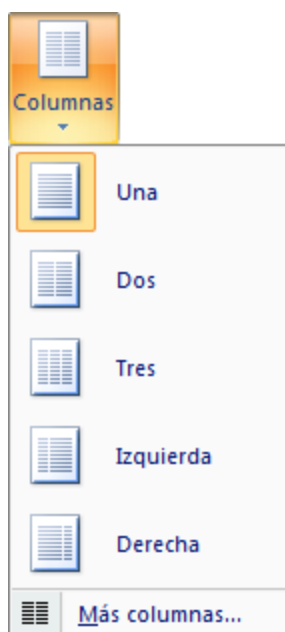 Columnas
Una
Dos
Tres
Izquierda
Derecha
Más columnas...